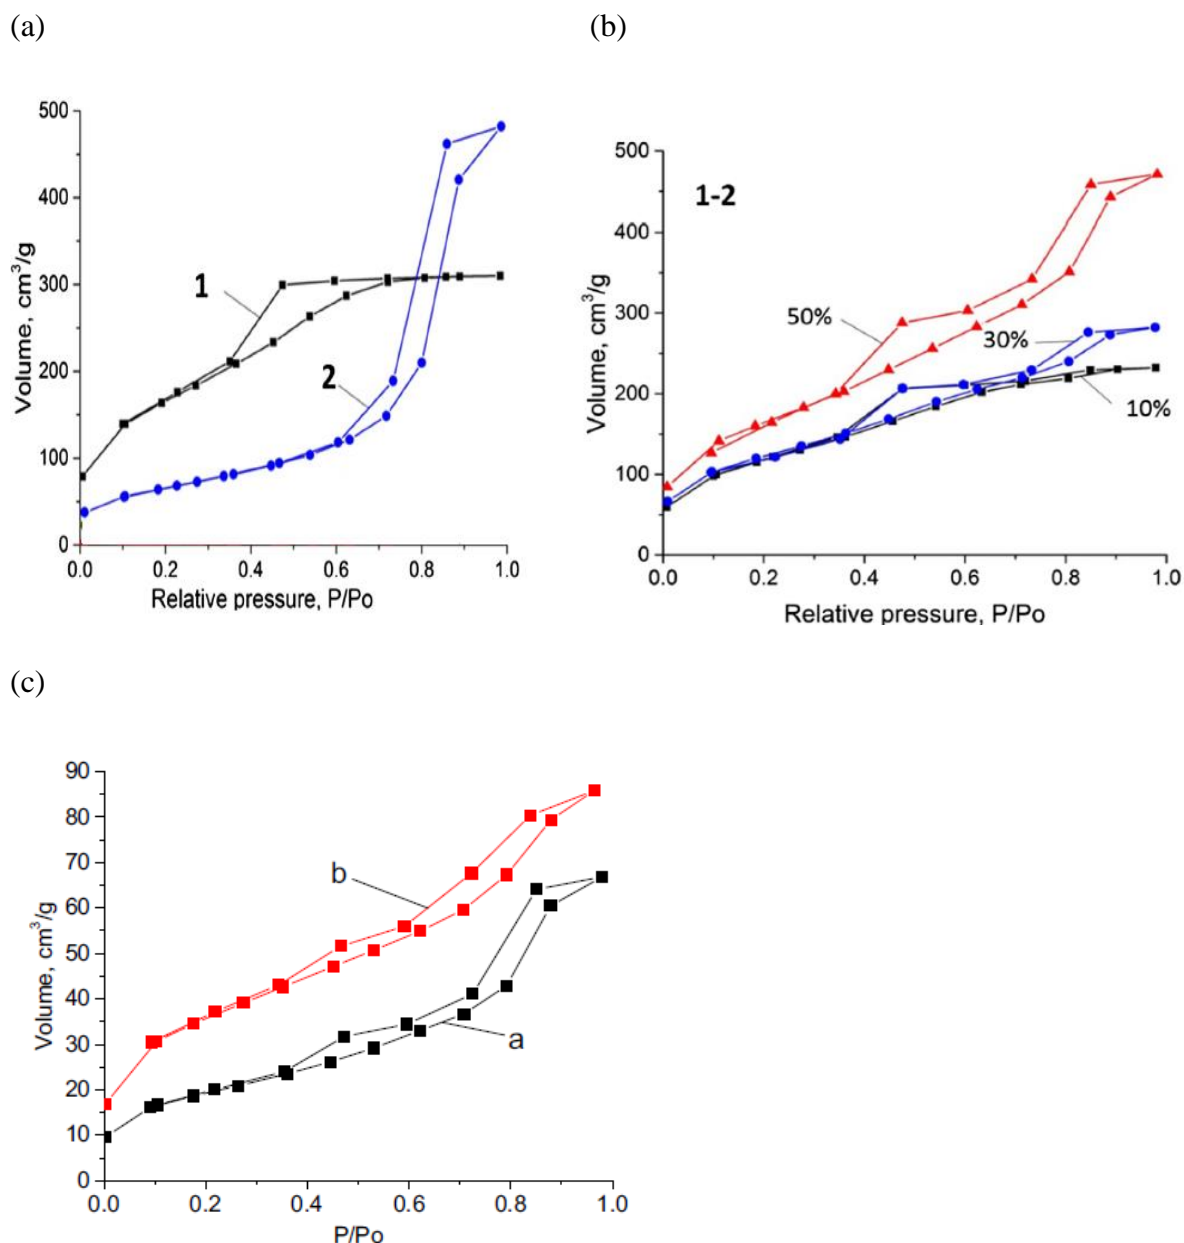 (a)
(b)
500
400
300
200
100
0
Volume, cm³/g
1
2
0.0 0.2 0.4 0.6 0.8 1.0
Relative pressure, P/Po
500
400
300
200
100
0
Volume, cm³/g
1-2
50%
30%
10%
0.0 0.2 0.4 0.6 0.8 1.0
Relative pressure, P/Po
(c)
90
80
70
60
50
40
30
20
10
0
Volume, cm³/g
b
a
0.0 0.2 0.4 0.6 0.8 1.0
P/Po